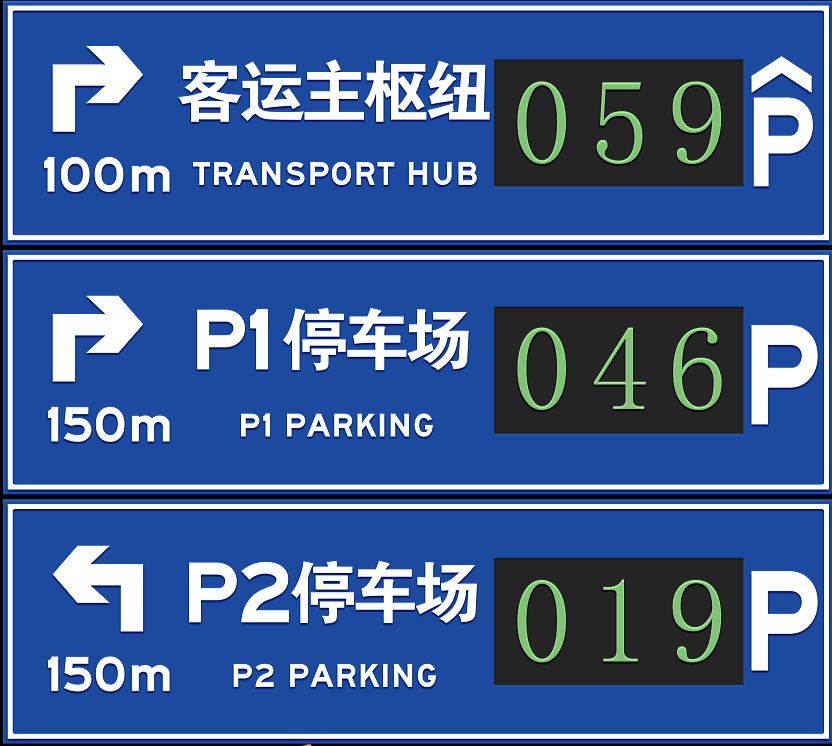 客运主枢纽 059 P
100m TRANSPORT HUB
P1停车场 046 P
150m P1 PARKING
P2停车场 019 P
150m P2 PARKING